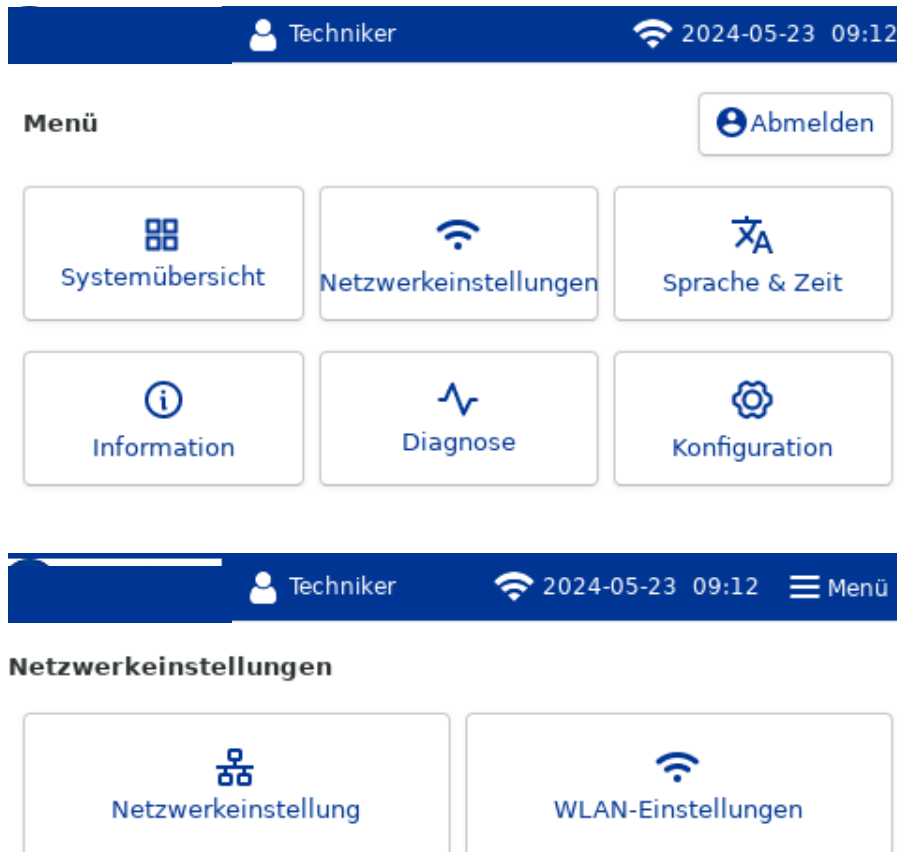 Techniker 2024-05-23 09:12
Menü Abmelden
Systemübersicht Netzwerkeinstellungen Sprache & Zeit
Information Diagnose Konfiguration
Techniker 2024-05-23 09:12 Menü
Netzwerkeinstellungen
Netzwerkeinstellung WLAN-Einstellungen